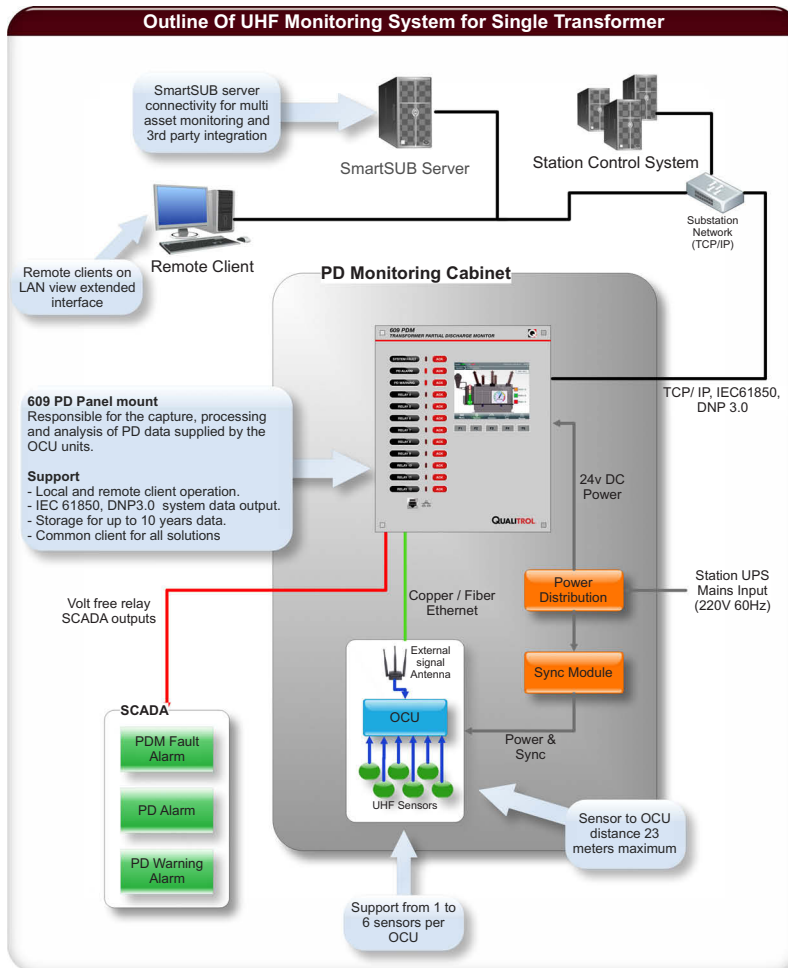 Outline Of UHF Monitoring System for Single Transformer
SmartSUB server
connectivity for multi
asset monitoring and
3rd party integration
SmartSUB Server
Station Control System
Substation
Network
(TCP/IP)
Remote Client
Remote clients on
LAN view extended
interface
PD Monitoring Cabinet
609 PDM
TRANSFORMER PARTIAL DISCHARGE MONITOR
SYSTEM FAULT
PD ALARM
PD WARNING
QUALITROL
TCP/ IP, IEC61850,
DNP 3.0
609 PD Panel mount
Responsible for the capture, processing
and analysis of PD data supplied by the
OCU units.
Support
- Local and remote client operation.
- IEC 61850, DNP3.0 system data output.
- Storage for up to 10 years data.
- Common client for all solutions
24v DC
Power
Volt free relay
SCADA outputs
Copper / Fiber
Ethernet
Power
Distribution
Station UPS
Mains Input
(220V 60Hz)
External
signal
Antenna
Sync Module
SCADA
OCU
PDM Fault
Alarm
Power &
Sync
PD Alarm
UHF Sensors
Sensor to OCU
distance 23
meters maximum
PD Warning
Alarm
Support from 1 to
6 sensors per
OCU